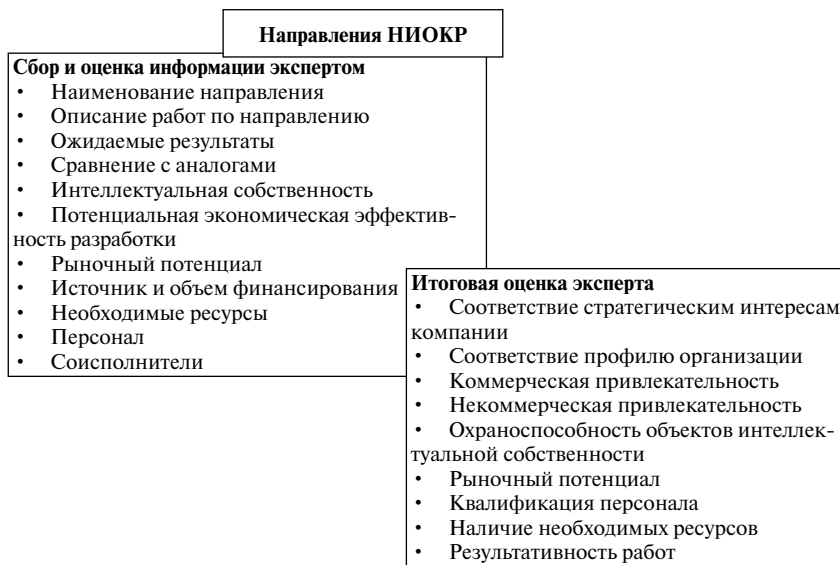 Направления НИОКР
Сбор и оценка информации экспертом
• Наименование направления
• Описание работ по направлению
• Ожидаемые результаты
• Сравнение с аналогами
• Интеллектуальная собственность
• Потенциальная экономическая эффектив-
ность разработки
• Рыночный потенциал
• Источник и объем финансирования
• Необходимые ресурсы
• Персонал
• Соисполнители
Итоговая оценка эксперта
• Соответствие стратегическим интересам
компании
• Соответствие профилю организации
• Коммерческая привлекательность
• Некоммерческая привлекательность
• Охраноспособность объектов интеллек-
туальной собственности
• Рыночный потенциал
• Квалификация персонала
• Наличие необходимых ресурсов
• Результативность работ